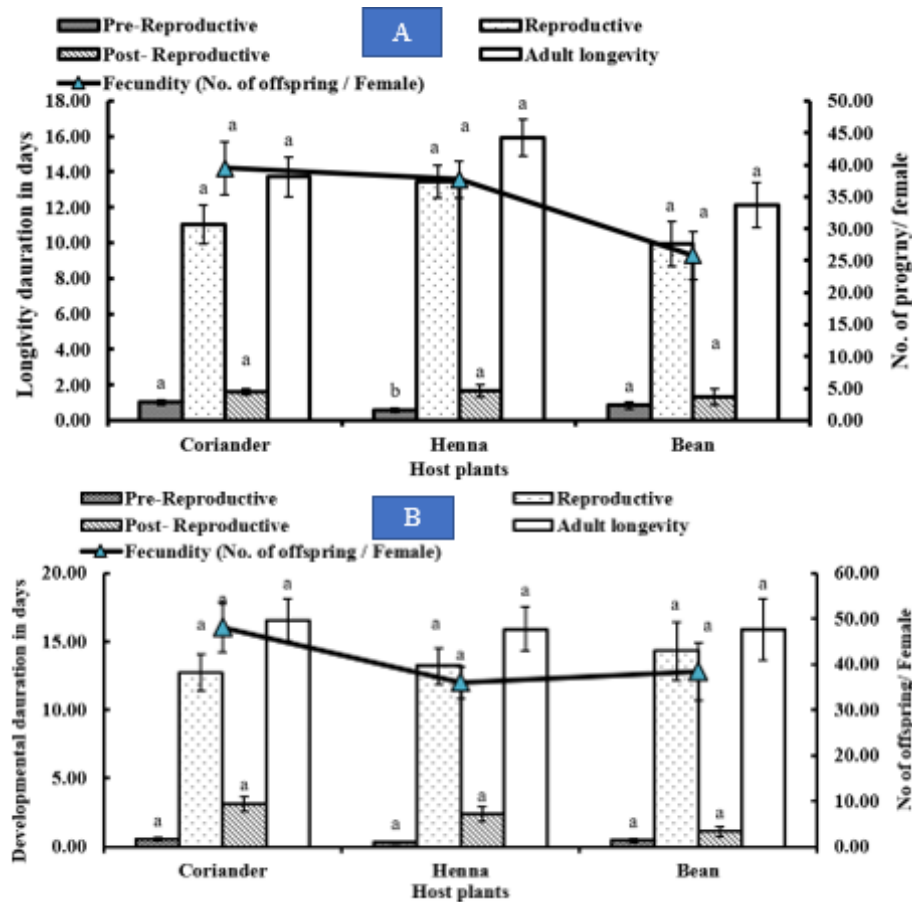 A
Pre-Reproductive
Reproductive
Post- Reproductive
Adult longevity
Fecundity (No. of offspring / Female)
18.00
16.00
14.00
12.00
10.00
8.00
6.00
4.00
2.00
0.00
Longivity dauration in days
50.00
45.00
40.00
35.00
30.00
25.00
20.00
15.00
10.00
5.00
0.00
No. of progrny/ female
a a a a a
b a a a a
a a a a a
Coriander Henna Bean
Host plants
B
Pre-Reproductive
Reproductive
Post- Reproductive
Adult longevity
Fecundity (No. of offspring / Female)
20.00
15.00
10.00
5.00
0.00
Developmental dauration in days
60.00
50.00
40.00
30.00
20.00
10.00
0.00
No of offspring/ Female
a a a a a
a a a a a
a a a a a
Coriander Henna Bean
Host plants